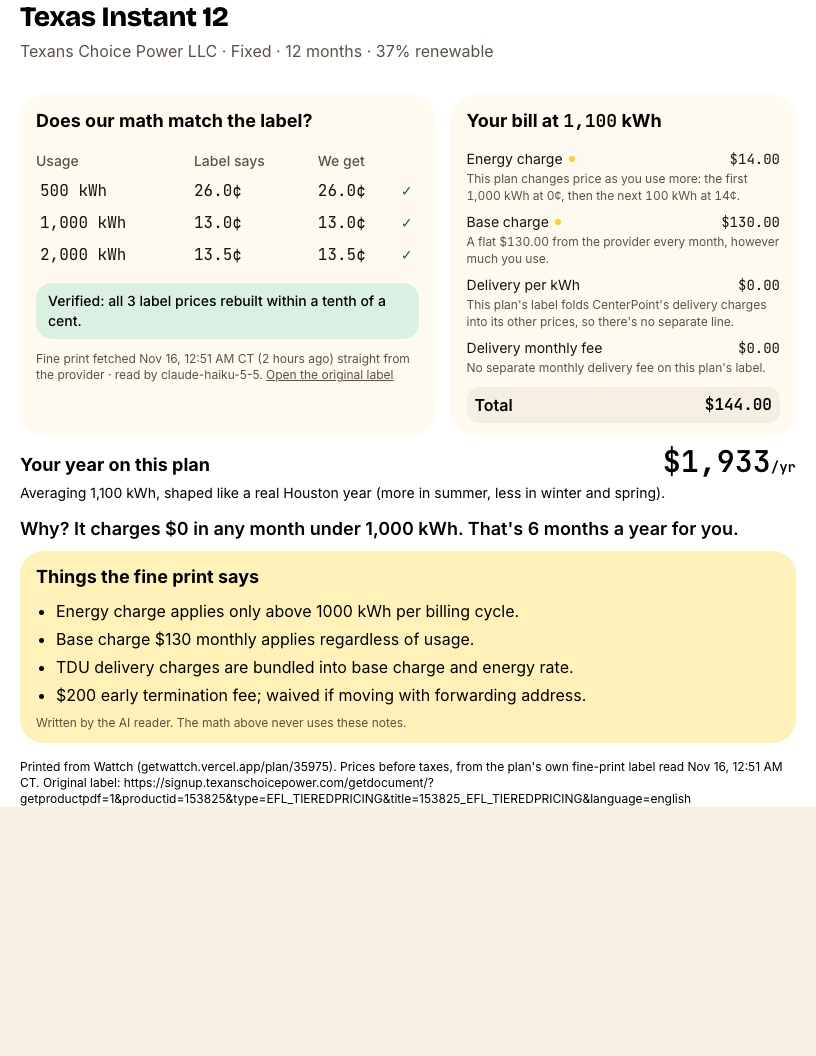 Texas Instant 12
Texans Choice Power LLC · Fixed · 12 months · 37% renewable
Does our math match the label?
Usage Label says We get
500 kWh 26.0¢ 26.0¢ ✓
1,000 kWh 13.0¢ 13.0¢ ✓
2,000 kWh 13.5¢ 13.5¢ ✓
Verified: all 3 label prices rebuilt within a tenth of a
cent.
Fine print fetched Nov 16, 12:51 AM CT (2 hours ago) straight from
the provider · read by claude-haiku-5-5. Open the original label
Your bill at 1,100 kWh
Energy charge $14.00
This plan changes price as you use more: the first
1,000 kWh at 0¢, then the next 100 kWh at 14¢.
Base charge $130.00
A flat $130.00 from the provider every month, however
much you use.
Delivery per kWh $0.00
This plan's label folds CenterPoint's delivery charges
into its other prices, so there's no separate line.
Delivery monthly fee $0.00
No separate monthly delivery fee on this plan's label.
Total $144.00
Your year on this plan $1,933/yr
Averaging 1,100 kWh, shaped like a real Houston year (more in summer, less in winter and spring).
Why? It charges $0 in any month under 1,000 kWh. That's 6 months a year for you.
Things the fine print says
• Energy charge applies only above 1000 kWh per billing cycle.
• Base charge $130 monthly applies regardless of usage.
• TDU delivery charges are bundled into base charge and energy rate.
• $200 early termination fee; waived if moving with forwarding address.
Written by the AI reader. The math above never uses these notes.
Printed from Wattch (getwattch.vercel.app/plan/35975). Prices before taxes, from the plan's own fine-print label read Nov 16, 12:51 AM
CT. Original label: https://signup.texanschoicepower.com/getdocument/?
getproductpdf=1&productid=153825&type=EFL_TIEREDPRICING&title=153825_EFL_TIEREDPRICING&language=english